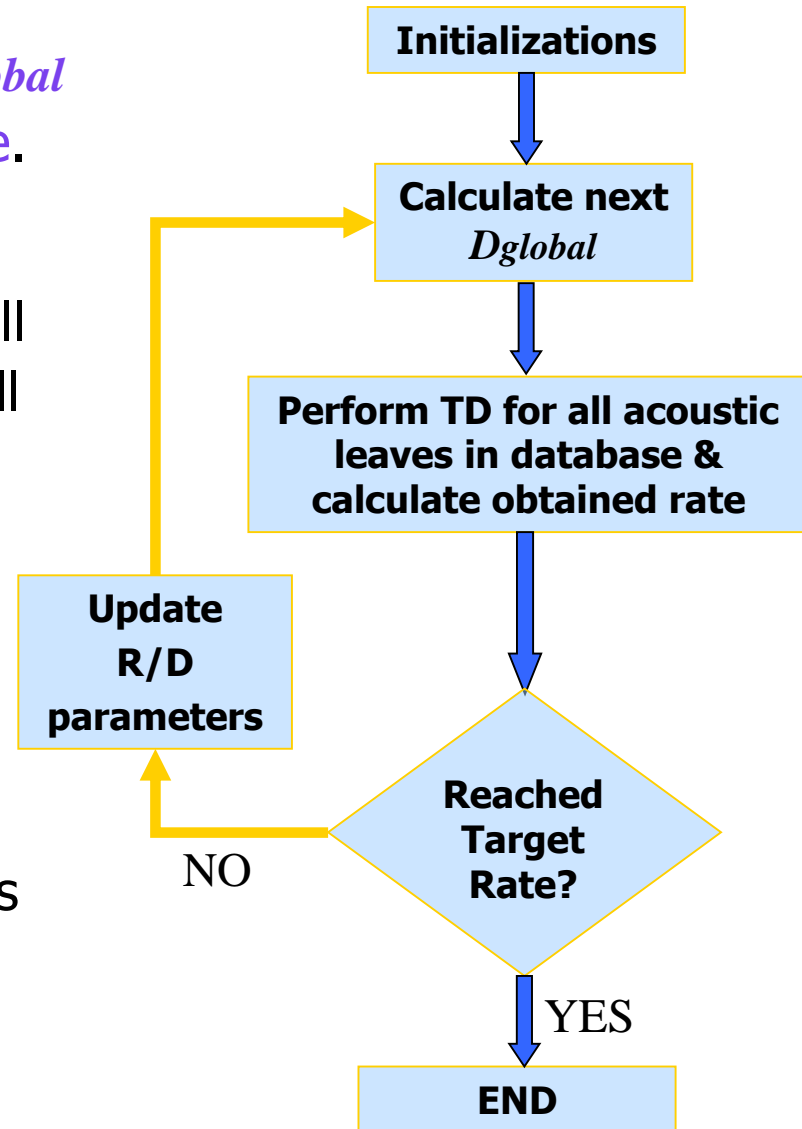 Initializations
e.
Calculate next
Dglobal
Perform TD for all acoustic
leaves in database &
calculate obtained rate
Update
R/D
parameters
Reached
Target
Rate?
NO
s
YES
END